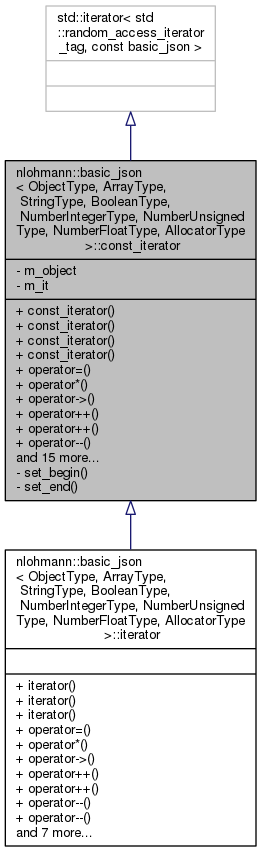 std::iterator< std
::random_access_iterator
_tag, const basic_json >
nlohmann::basic_json
< ObjectType, ArrayType,
StringType, BooleanType,
NumberIntegerType, NumberUnsigned
Type, NumberFloatType, AllocatorType
>::const_iterator
- m_object
- m_it
+ const_iterator()
+ const_iterator()
+ const_iterator()
+ const_iterator()
+ operator=()
+ operator*()
+ operator->()
+ operator++()
+ operator++()
+ operator--()
and 15 more...
- set_begin()
- set_end()
nlohmann::basic_json
< ObjectType, ArrayType,
StringType, BooleanType,
NumberIntegerType, NumberUnsigned
Type, NumberFloatType, AllocatorType
>::iterator
+ iterator()
+ iterator()
+ iterator()
+ operator=()
+ operator*()
+ operator->()
+ operator++()
+ operator++()
+ operator--()
+ operator--()
and 7 more...